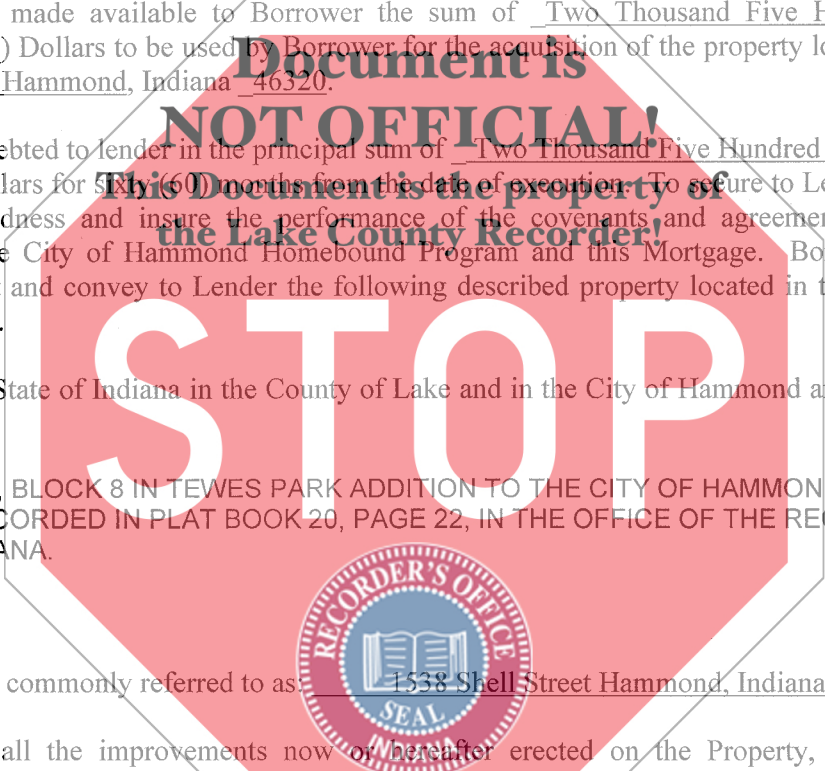 made available to Borrower the sum of Two Thousand Five H
) Dollars to be used by Borrower for the acquisition of the property lo
Document is
Hammond, Indiana 46320.
NOT OFFICIAL!
ebted to lender in the principal sum of Two Thousand Five Hundred
lars for sixty (60) months from the date of execution. To secure to Le
This Document is the property of
dness and insure the performance of the covenants and agreemen
the Lake County Recorder!
e City of Hammond Homebound Program and this Mortgage. Bo
and convey to Lender the following described property located in t
STOP
State of Indiana in the County of Lake and in the City of Hammond a
BLOCK 8 IN TEWES PARK ADDITION TO THE CITY OF HAMMON
CORDED IN PLAT BOOK 20, PAGE 22, IN THE OFFICE OF THE REC
ANA.
RECORDER'S OFFICE
commonly referred to as: 1538 Shell Street Hammond, Indiana
SEAL
all the improvements now or hereafter erected on the Property,